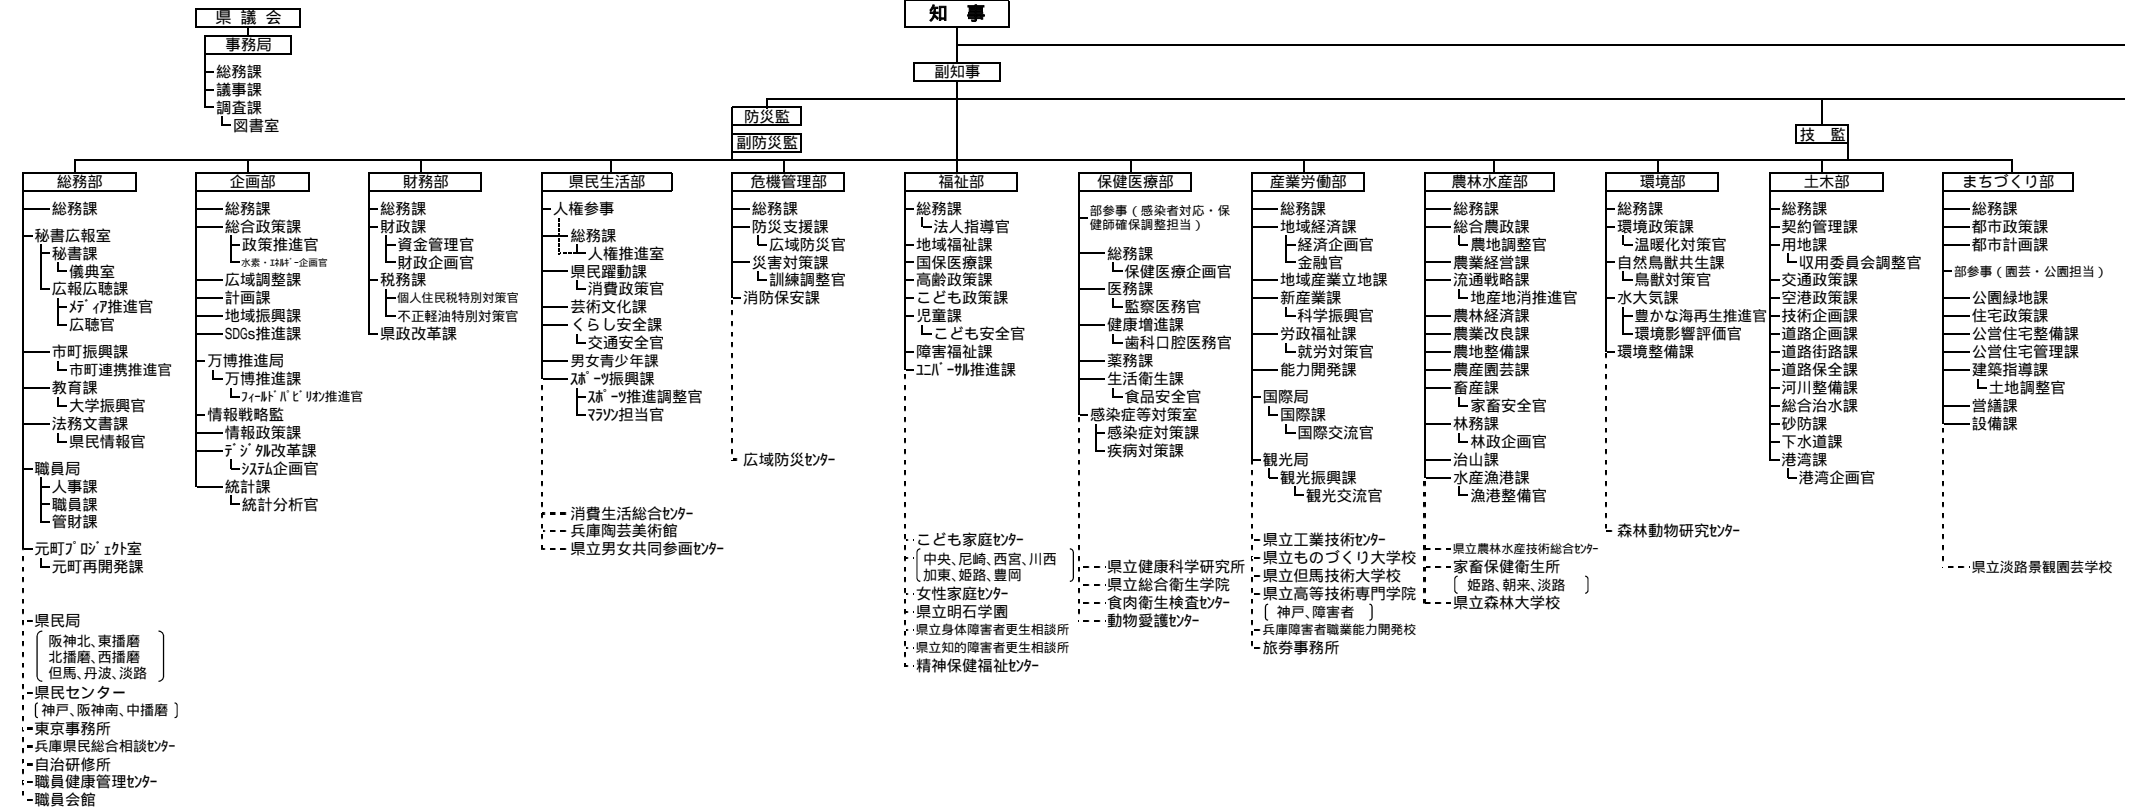 県 議 会
事務局
総務課
議事課
調査課
図書室
知 事
副知事
防災監
副防災監
技 監
総務部
総務課
秘書広報室
秘書課
儀典室
広報広聴課
ﾒﾃﾞｨｱ推進官
広聴官
市町振興課
市町連携推進官
教育課
大学振興官
法務文書課
県民情報官
職員局
人事課
職員課
管財課
元町ﾌﾟﾛｼﾞｪｸﾄ室
元町再開発課
県民局
阪神北､東播磨
北播磨､西播磨
但馬､丹波､淡路
県民センター
神戸､阪神南､中播磨
東京事務所
兵庫県民総合相談ｾﾝﾀｰ
自治研修所
職員健康管理ｾﾝﾀｰ
職員会館
企画部
総務課
総合政策課
政策推進官
水素・ｴﾈﾙｷﾞｰ企画官
広域調整課
計画課
地域振興課
SDGs推進課
万博推進局
万博推進課
ﾌｨｰﾙﾄﾞﾊﾟﾋﾞﾘｵﾝ推進官
情報戦略監
情報政策課
ﾃﾞｼﾞﾀﾙ改革課
ｼｽﾃﾑ企画官
統計課
統計分析官
財務部
総務課
財政課
資金管理官
財政企画官
税務課
個人住民税特別対策官
不正軽油特別対策官
県政改革課
県民生活部
人権参事
総務課
人権推進室
県民躍動課
消費政策官
芸術文化課
くらし安全課
交通安全官
男女青少年課
ｽﾎﾟｰﾂ振興課
ｽﾎﾟｰﾂ推進調整官
ﾏﾗｿﾝ担当官
消費生活総合ｾﾝﾀｰ
兵庫陶芸美術館
県立男女共同参画ｾﾝﾀｰ
危機管理部
総務課
防災支援課
広域防災官
災害対策課
訓練調整官
消防保安課
広域防災ｾﾝﾀｰ
福祉部
総務課
法人指導官
地域福祉課
国保医療課
高齢政策課
こども政策課
児童課
こども安全官
障害福祉課
ﾕﾆﾊﾞｰｻﾙ推進課
こども家庭ｾﾝﾀｰ
中央､尼崎､西宮､川西
加東､姫路､豊岡
女性家庭ｾﾝﾀｰ
県立明石学園
県立身体障害者更生相談所
県立知的障害者更生相談所
精神保健福祉ｾﾝﾀｰ
保健医療部
部参事（感染者対応・保
健師確保調整担当）
総務課
保健医療企画官
医務課
監察医務官
健康増進課
歯科口腔医務官
薬務課
生活衛生課
食品安全官
感染症等対策室
感染症対策課
疾病対策課
県立健康科学研究所
県立総合衛生学院
食肉衛生検査ｾﾝﾀｰ
動物愛護ｾﾝﾀｰ
産業労働部
総務課
地域経済課
経済企画官
金融官
地域産業立地課
新産業課
科学振興官
労政福祉課
就労対策官
能力開発課
国際局
国際課
国際交流官
観光局
観光振興課
観光交流官
県立工業技術ｾﾝﾀｰ
県立ものづくり大学校
県立但馬技術大学校
県立高等技術専門学院
神戸､障害者
兵庫障害者職業能力開発校
旅券事務所
農林水産部
総務課
総合農政課
農地調整官
農業経営課
流通戦略課
地産地消推進官
農林経済課
農業改良課
農地整備課
農産園芸課
畜産課
家畜安全官
林務課
林政企画官
治山課
水産漁港課
漁港整備官
県立農林水産技術総合ｾﾝﾀｰ
家畜保健衛生所
姫路､朝来､淡路
県立森林大学校
環境部
総務課
環境政策課
温暖化対策官
自然鳥獣共生課
鳥獣対策官
水大気課
豊かな海再生推進官
環境影響評価官
環境整備課
森林動物研究ｾﾝﾀｰ
土木部
総務課
契約管理課
用地課
収用委員会調整官
交通政策課
空港政策課
技術企画課
道路企画課
道路街路課
道路保全課
河川整備課
総合治水課
砂防課
下水道課
港湾課
港湾企画官
まちづくり部
総務課
都市政策課
都市計画課
部参事（園芸・公園担当）
公園緑地課
住宅政策課
公営住宅整備課
公営住宅管理課
建築指導課
土地調整官
営繕課
設備課
県立淡路景観園芸学校